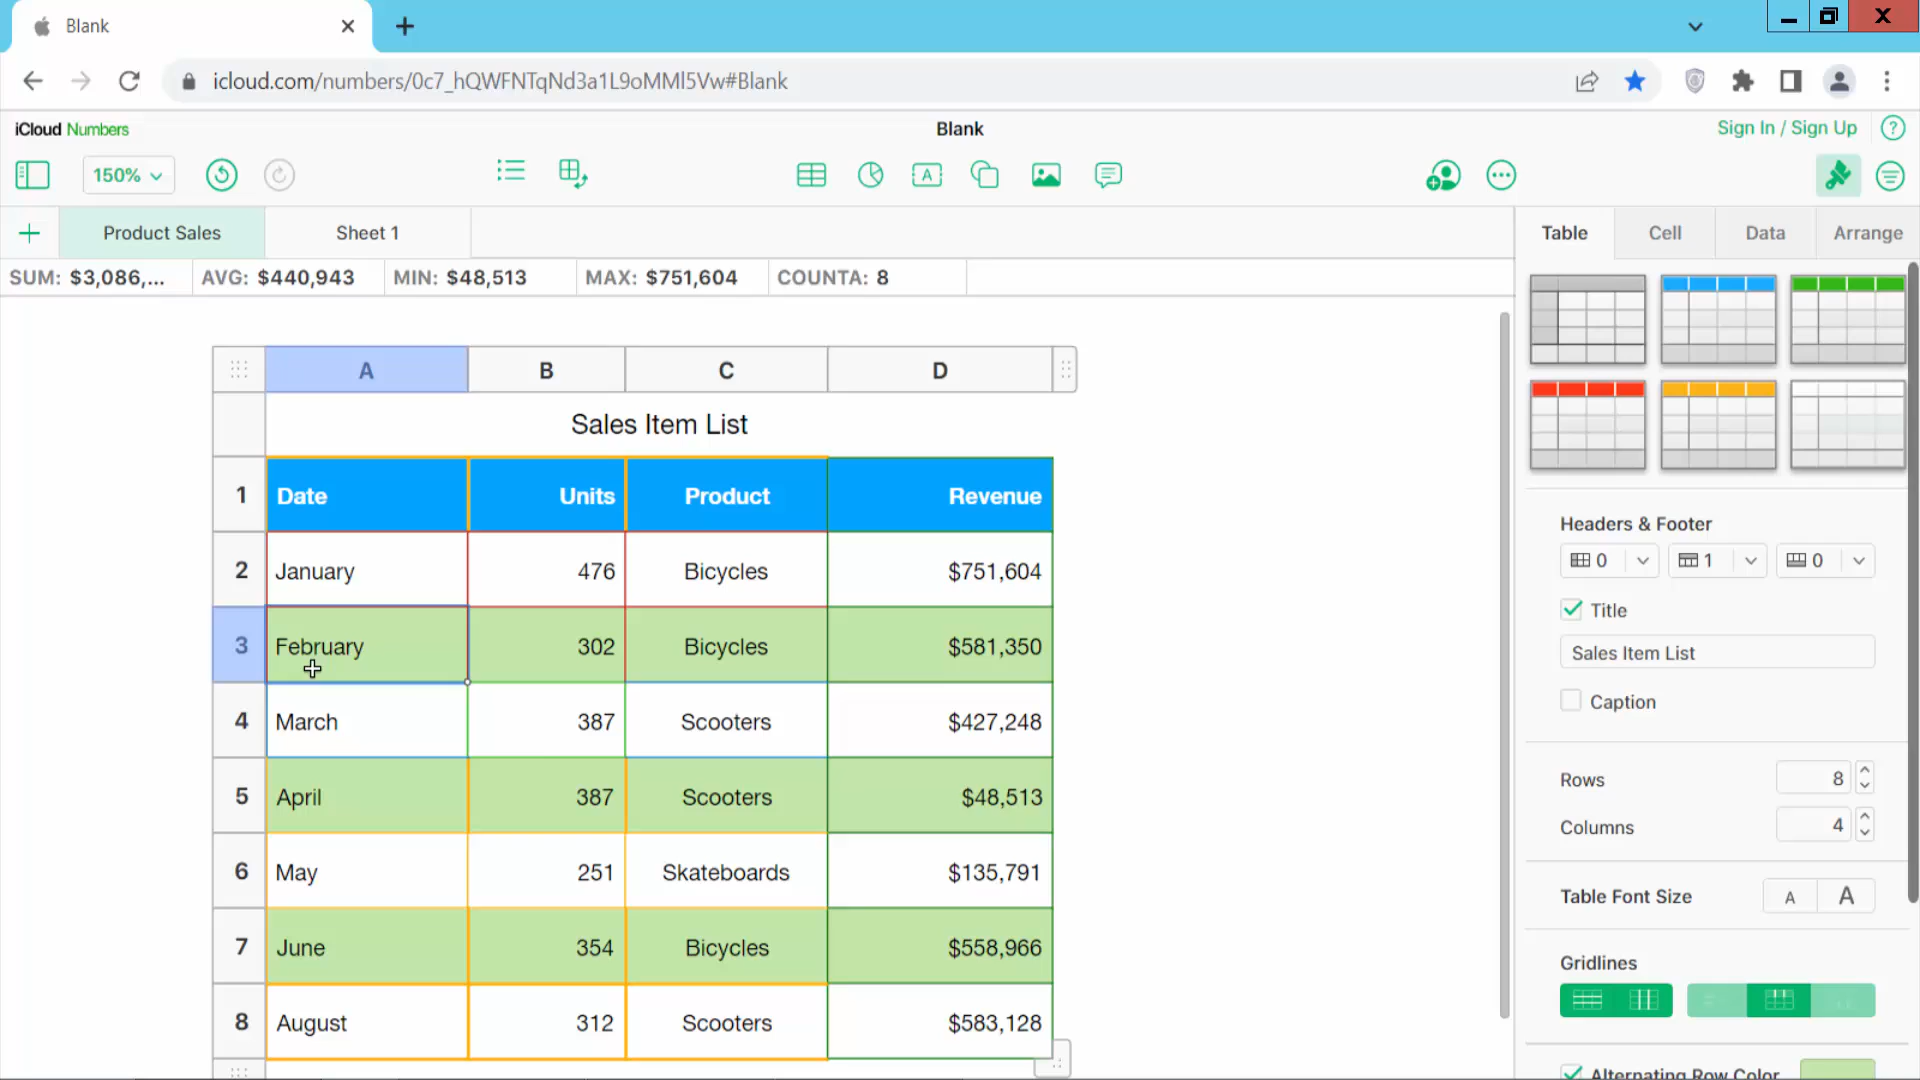 Blank
icloud.com/numbers/0c7_hQWFNTqNd3a1L9oMMl5Vw#Blank
iCloud Numbers
Blank
Sign In / Sign Up
?
150%
A
Product Sales
Sheet 1
Table
Cell
Data
Arrange
SUM: $3,086,...
AVG: $440,943
MIN: $48,513
MAX: $751,604
COUNTA: 8
A B C D
Sales Item List
1 Date Units Product Revenue
2 January 476 Bicycles $751,604
3 February 302 Bicycles $581,350
4 March 387 Scooters $427,248
5 April 387 Scooters $48,513
6 May 251 Skateboards $135,791
7 June 354 Bicycles $558,966
8 August 312 Scooters $583,128
Headers & Footer
0 1 0
Title
Sales Item List
Caption
Rows 8
Columns 4
Table Font Size A A
Gridlines
Alternating Row Color